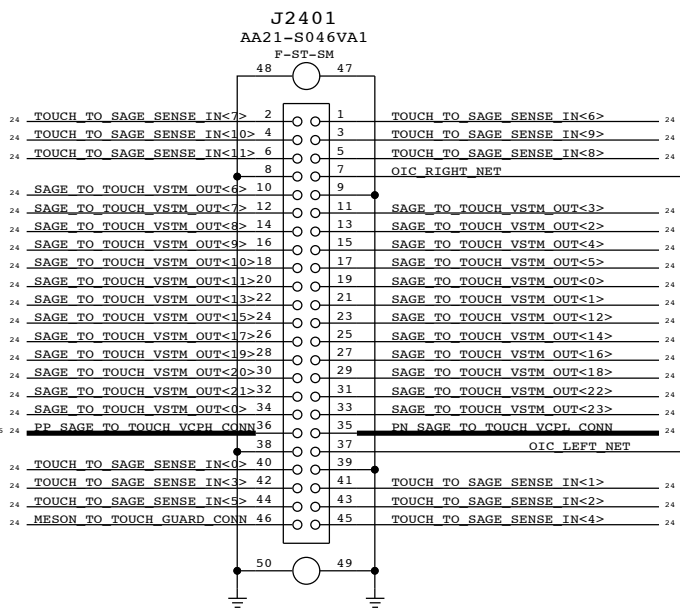 J2401
AA21-S046VA1
F-ST-SM
48 47
24 TOUCH_TO_SAGE_SENSE_IN<7> 2 1 TOUCH_TO_SAGE_SENSE_IN<6> 24
24 TOUCH_TO_SAGE_SENSE_IN<10> 4 3 TOUCH_TO_SAGE_SENSE_IN<9> 24
24 TOUCH_TO_SAGE_SENSE_IN<11> 6 5 TOUCH_TO_SAGE_SENSE_IN<8> 24
8 7 OIC_RIGHT_NET
24 SAGE_TO_TOUCH_VSTM_OUT<6> 10 9
24 SAGE_TO_TOUCH_VSTM_OUT<7> 12 11 SAGE_TO_TOUCH_VSTM_OUT<3> 24
24 SAGE_TO_TOUCH_VSTM_OUT<8> 14 13 SAGE_TO_TOUCH_VSTM_OUT<2> 24
24 SAGE_TO_TOUCH_VSTM_OUT<9> 16 15 SAGE_TO_TOUCH_VSTM_OUT<4> 24
24 SAGE_TO_TOUCH_VSTM_OUT<10> 18 17 SAGE_TO_TOUCH_VSTM_OUT<5> 24
24 SAGE_TO_TOUCH_VSTM_OUT<11> 20 19 SAGE_TO_TOUCH_VSTM_OUT<0> 24
24 SAGE_TO_TOUCH_VSTM_OUT<13> 22 21 SAGE_TO_TOUCH_VSTM_OUT<1> 24
24 SAGE_TO_TOUCH_VSTM_OUT<15> 24 23 SAGE_TO_TOUCH_VSTM_OUT<12> 24
24 SAGE_TO_TOUCH_VSTM_OUT<17> 26 25 SAGE_TO_TOUCH_VSTM_OUT<14> 24
24 SAGE_TO_TOUCH_VSTM_OUT<19> 28 27 SAGE_TO_TOUCH_VSTM_OUT<16> 24
24 SAGE_TO_TOUCH_VSTM_OUT<20> 30 29 SAGE_TO_TOUCH_VSTM_OUT<18> 24
24 SAGE_TO_TOUCH_VSTM_OUT<21> 32 31 SAGE_TO_TOUCH_VSTM_OUT<22> 24
24 SAGE_TO_TOUCH_VSTM_OUT<0> 34 33 SAGE_TO_TOUCH_VSTM_OUT<23> 24
24 PP_SAGE_TO_TOUCH_VCPH_CONN 36 35 PN_SAGE_TO_TOUCH_VCPL_CONN 24
38 37 OIC_LEFT_NET
24 TOUCH_TO_SAGE_SENSE_IN<0> 40 39
24 TOUCH_TO_SAGE_SENSE_IN<3> 42 41 TOUCH_TO_SAGE_SENSE_IN<1> 24
24 TOUCH_TO_SAGE_SENSE_IN<5> 44 43 TOUCH_TO_SAGE_SENSE_IN<2> 24
24 MESON_TO_TOUCH_GUARD_CONN 46 45 TOUCH_TO_SAGE_SENSE_IN<4> 24
50 49